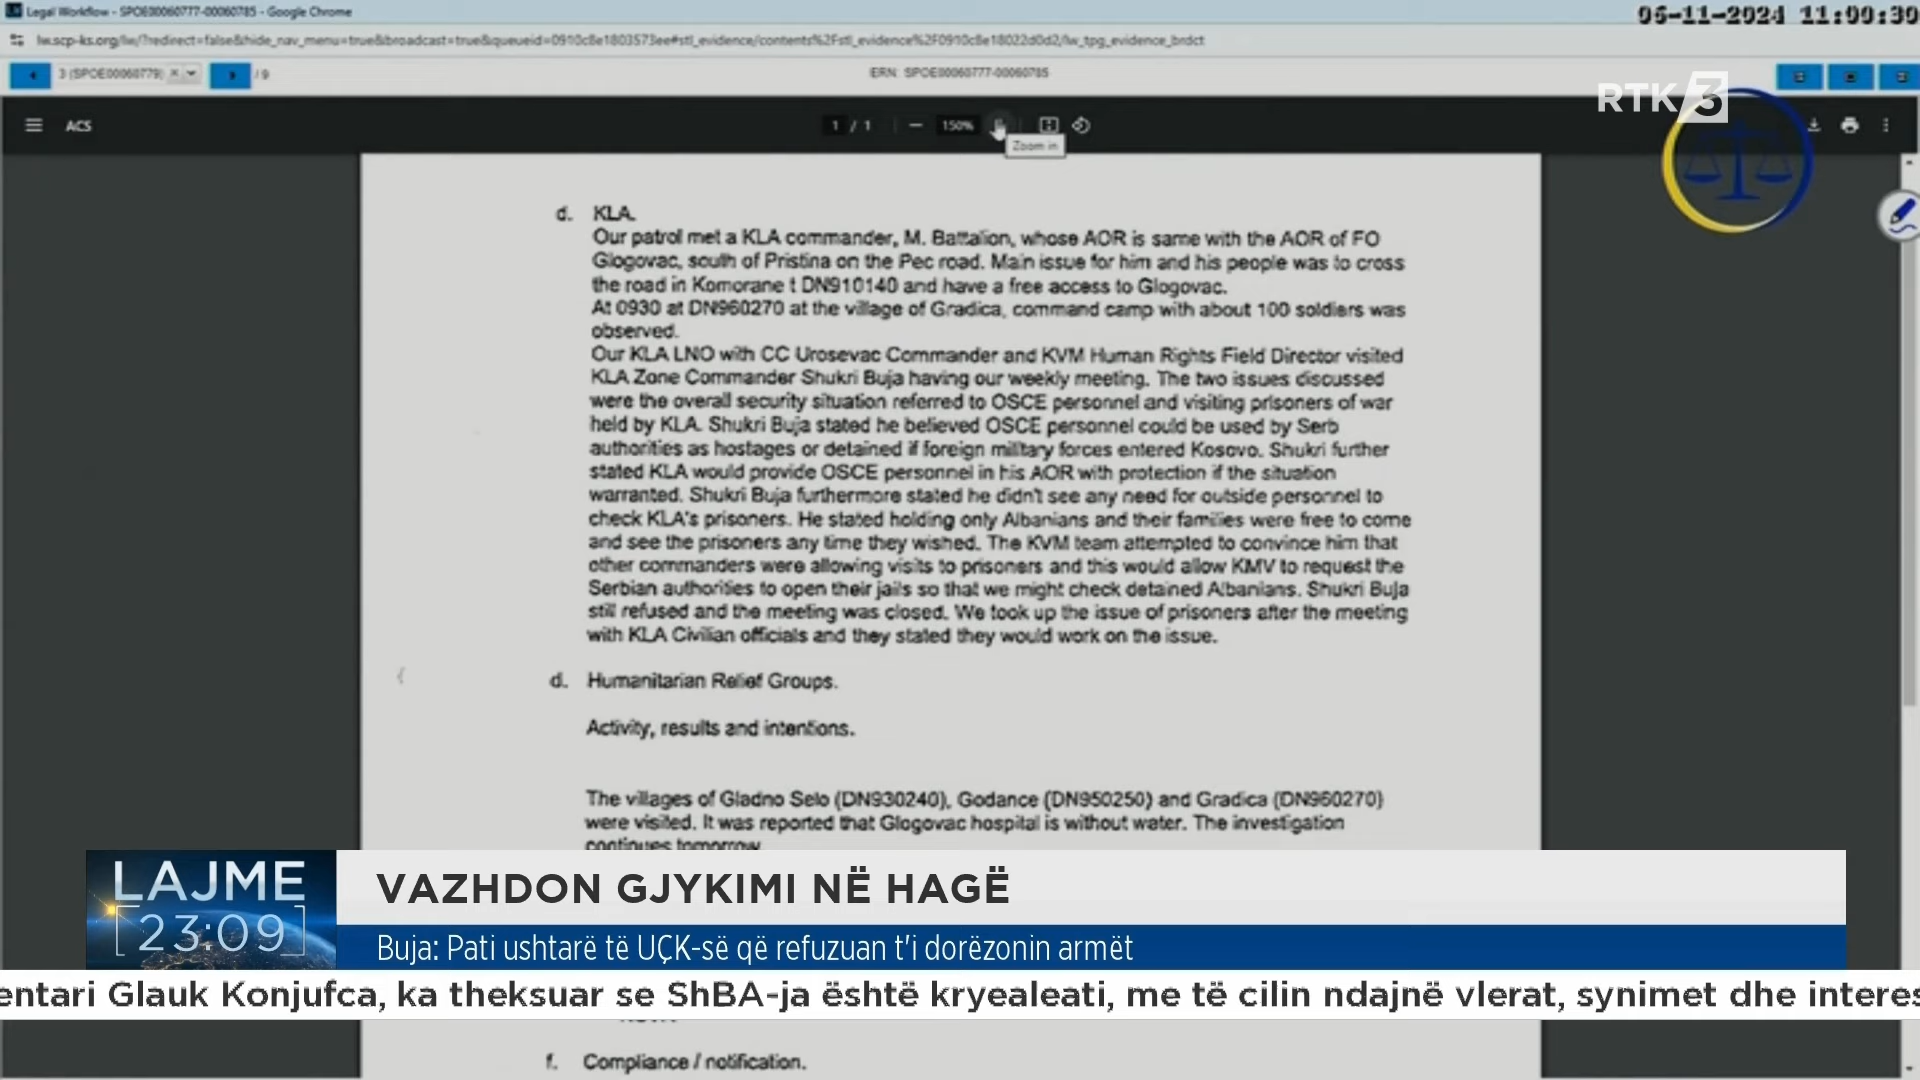 Legal Workflow - SPOE00060777-00060785 - Google Chrome
06-11-2024 11:00:30
3 (SPOE00060779)
/ 9
ERN: SPOE00060777-00060785
RTK 3
ACS
1 / 1
150%
Zoom in
d. KLA.
Our patrol met a KLA commander, M. Battalion, whose AOR is same with the AOR of FO
Glogovac, south of Pristina on the Pec road. Main issue for him and his people was to cross
the road in Komorane t DN910140 and have a free access to Glogovac.
At 0930 at DN960270 at the village of Gradica, command camp with about 100 soldiers was
observed.
Our KLA LNO with CC Urosevac Commander and KVM Human Rights Field Director visited
KLA Zone Commander Shukri Buja having our weekly meeting. The two issues discussed
were the overall security situation referred to OSCE personnel and visiting prisoners of war
held by KLA. Shukri Buja stated he believed OSCE personnel could be used by Serb
authorities as hostages or detained if foreign military forces entered Kosovo. Shukri further
stated KLA would provide OSCE personnel in his AOR with protection if the situation
warranted. Shukri Buja furthermore stated he didn't see any need for outside personnel to
check KLA's prisoners. He stated holding only Albanians and their families were free to come
and see the prisoners any time they wished. The KVM team attempted to convince him that
other commanders were allowing visits to prisoners and this would allow KMV to request the
Serbian authorities to open their jails so that we might check detained Albanians. Shukri Buja
still refused and the meeting was closed. We took up the issue of prisoners after the meeting
with KLA Civilian officials and they stated they would work on the issue.
d. Humanitarian Relief Groups.
Activity, results and intentions.
The villages of Gladno Selo (DN930240), Godance (DN950250) and Gradica (DN960270)
were visited. It was reported that Glogovac hospital is without water. The investigation
continues tomorrow.
LAJME
23:09
VAZHDON GJYKIMI NË HAGË
Buja: Pati ushtarë të UÇK-së që refuzuan t'i dorëzonin armët
entari Glauk Konjufca, ka theksuar se ShBA-ja është kryealeati, me të cilin ndajnë vlerat, synimet dhe interes
f. Compliance / notification.